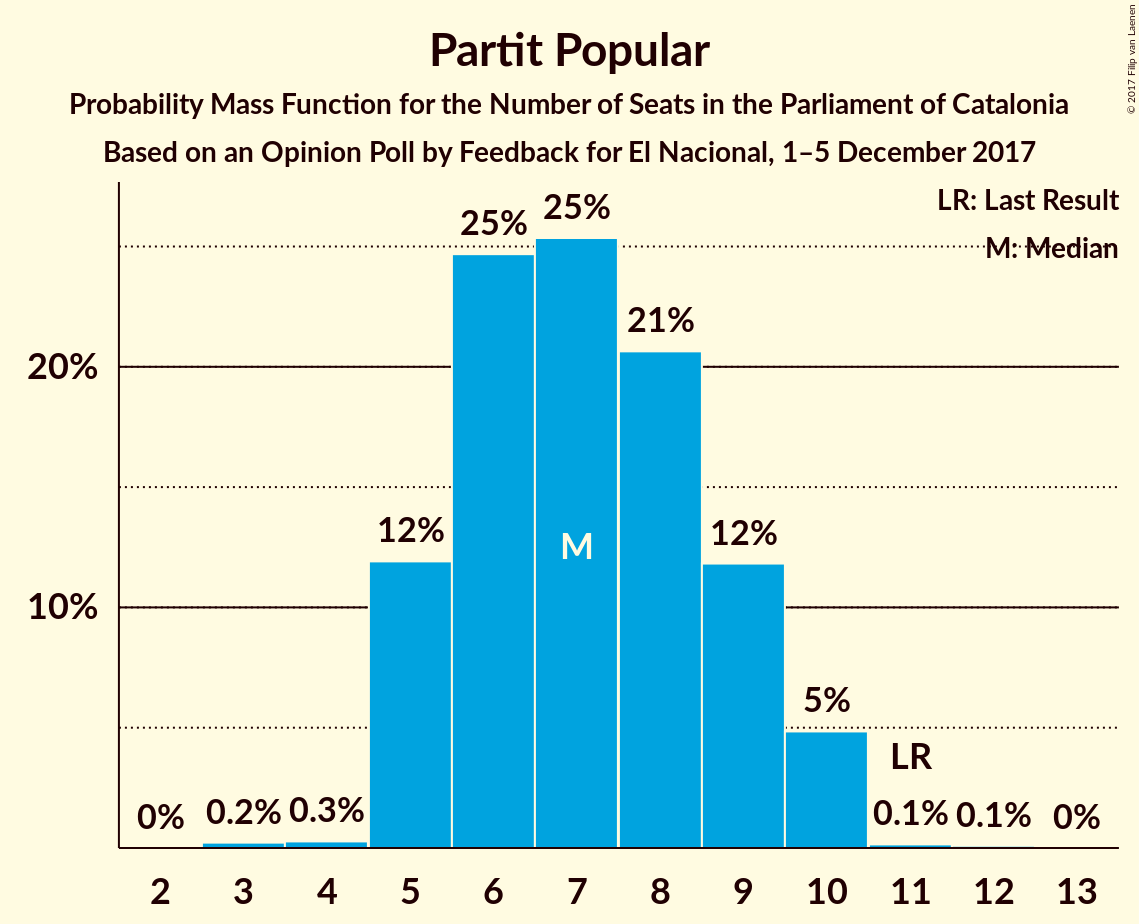 Partit Popular
Probability Mass Function for the Number of Seats in the Parliament of Catalonia
Based on an Opinion Poll by Feedback for El Nacional, 1–5 December 2017
© 2017 Filip van Laenen
LR: Last Result
M: Median
25% 25%
21%
20%
12% 12%
M
10%
5%
LR
0% 0.2% 0.3% 0.1% 0.1% 0%
2 3 4 5 6 7 8 9 10 11 12 13